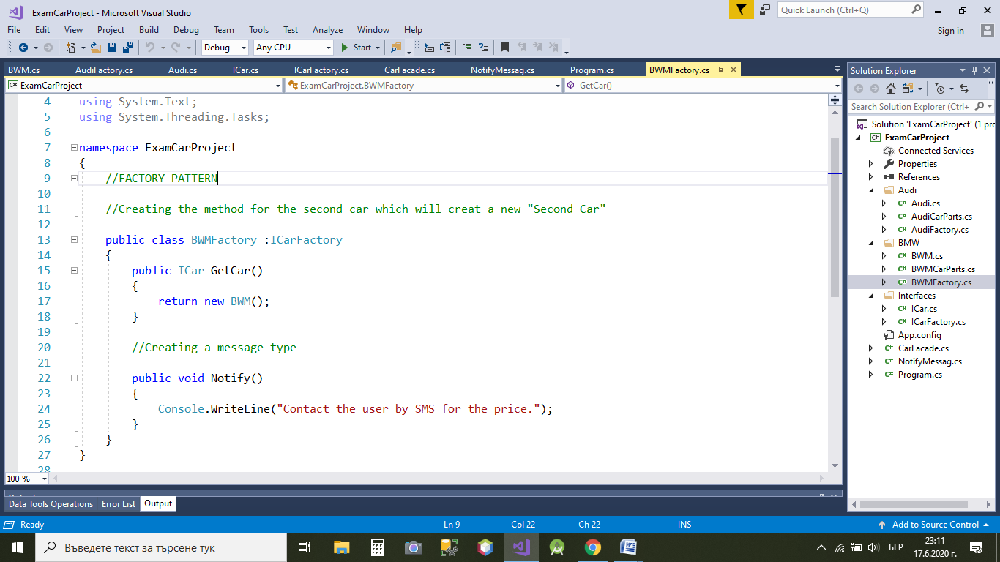 ExamCarProject - Microsoft Visual Studio
Quick Launch (Ctrl+Q)
File Edit View Project Build Debug Team Tools Test Analyze Window Help
Sign in
Debug Any CPU Start
BWM.cs AudiFactory.cs Audi.cs ICar.cs ICarFactory.cs CarFacade.cs NotifyMessag.cs Program.cs BWMFactory.cs
ExamCarProject ExamCarProject.BWMFactory GetCar()
4 using System.Text;
5 using System.Threading.Tasks;
6
7 namespace ExamCarProject
8 {
9 //FACTORY PATTERN
10
11 //Creating the method for the second car which will creat a new "Second Car"
12
13 public class BWMFactory :ICarFactory
14 {
15 public ICar GetCar()
16 {
17 return new BWM();
18 }
19
20 //Creating a message type
21
22 public void Notify()
23 {
24 Console.WriteLine("Contact the user by SMS for the price.");
25 }
26 }
27 }
28
100 %
Solution Explorer
Search Solution Explorer (Ctrl+
Solution 'ExamCarProject' (1 pro
C# ExamCarProject
Connected Services
Properties
References
Audi
C# Audi.cs
C# AudiCarParts.cs
C# AudiFactory.cs
BMW
C# BWM.cs
C# BWMCarParts.cs
C# BWMFactory.cs
Interfaces
C# ICar.cs
C# ICarFactory.cs
App.config
C# CarFacade.cs
C# NotifyMessag.cs
C# Program.cs
Data Tools Operations Error List Output
Ready Ln 9 Col 22 Ch 22 INS Add to Source Control
Въведете текст за търсене тук
БГР
23:11
17.6.2020 г.